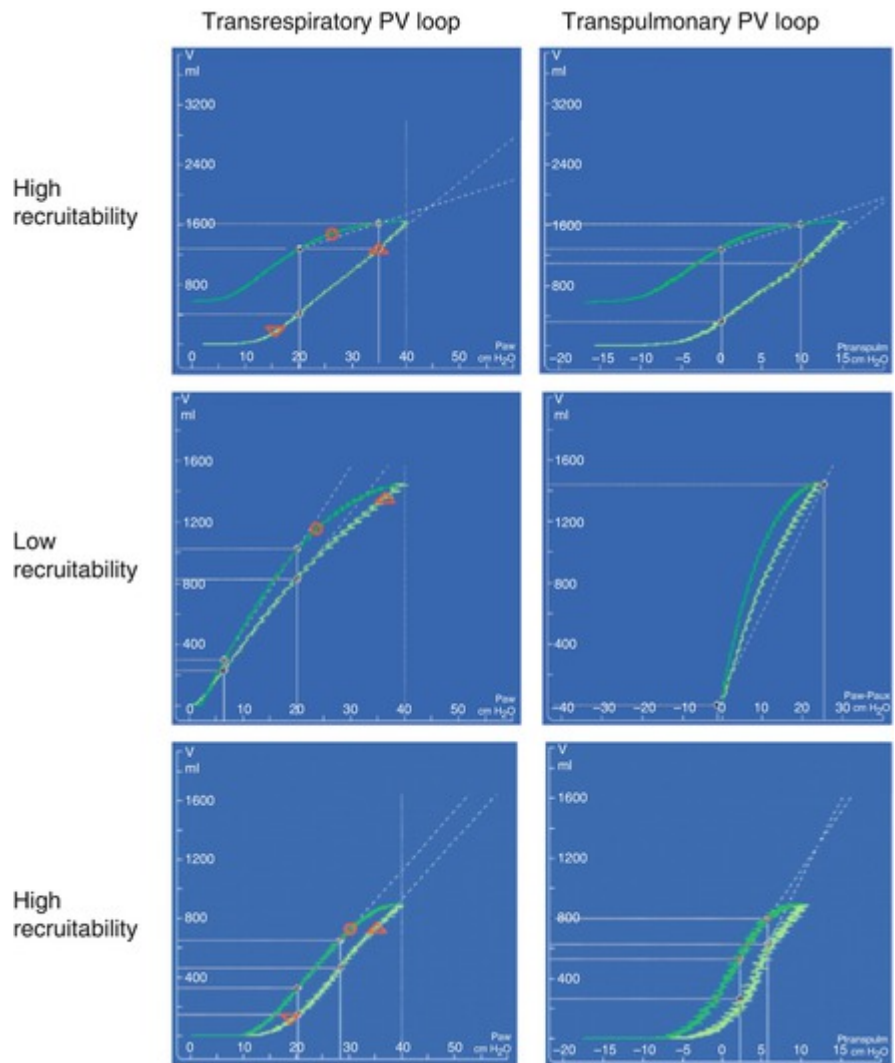 Transrespiratory PV loop
Transpulmonary PV loop
High
recruitability
V
ml
3200
2400
1600
800
0
20
30
40
50
Paw
cm H₂O
V
ml
3200
2400
1600
800
–20
–15
–10
–5
0
5
10
15
Ptranspulm
cm H₂O
Low
recruitability
V
ml
1600
1200
800
400
0
10
20
30
40
50
Paw
cm H₂O
V
ml
1600
1200
800
400
–40
–30
–20
–10
0
10
20
30
Paw-Paux
cm H₂O
High
recruitability
V
ml
1600
1200
800
400
0
10
20
30
40
50
Paw
cm H₂O
V
ml
1600
1200
800
400
–20
–15
–10
–5
0
5
10
15
Ptranspulm
cm H₂O